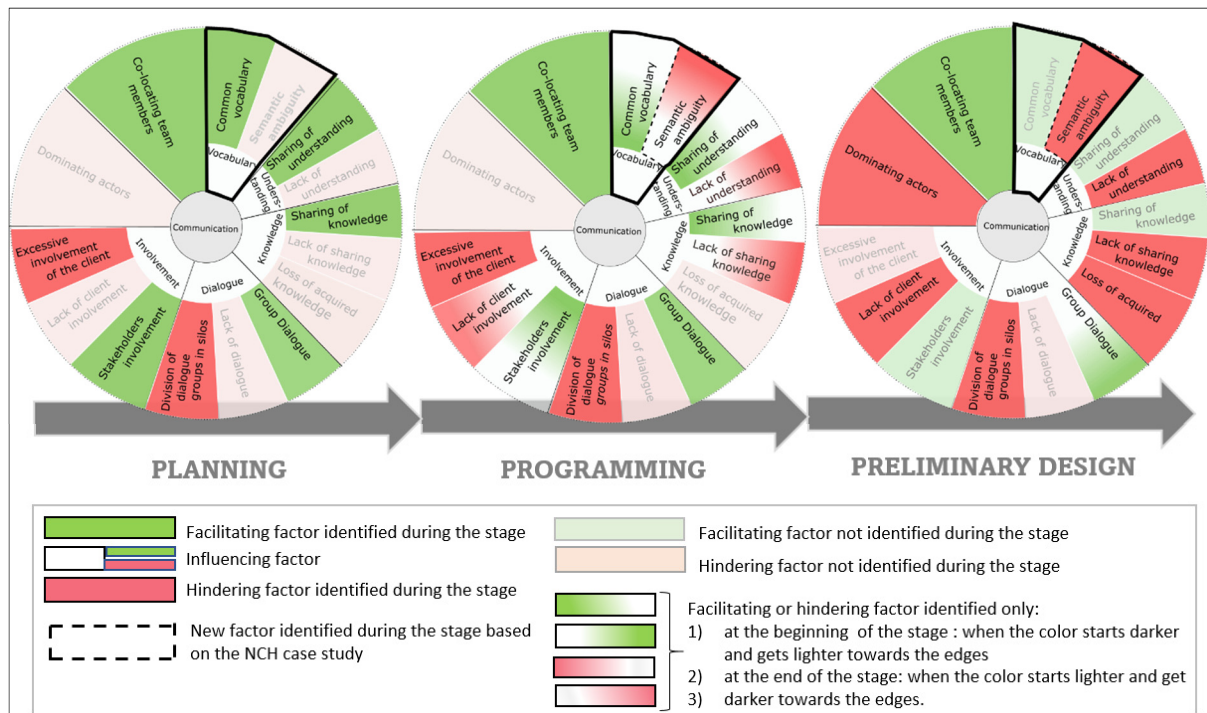 Co-locating team
members
Common
vocabulary
Semantic
ambiguity
Vocabulary
Sharing of
understanding
Unders-
tanding
Lack of
understanding
Sharing of
knowledge
Knowledge
Lack of sharing
knowledge
Loss of acquired
knowledge
Group Dialogue
Dialogue
Lack of dialogue
Division of
dialogue
groups in silos
Stakeholders
involvement
Involvement
Lack of client
involvement
Excessive
involvement
of the client
Dominating actors
Communication
PLANNING
Co-locating team
members
Common
vocabulary
Semantic
ambiguity
Vocabulary
Sharing of
understanding
Unders-
tanding
Lack of
understanding
Sharing of
knowledge
Knowledge
Lack of sharing
knowledge
Loss of acquired
knowledge
Group Dialogue
Dialogue
Lack of dialogue
Division of
dialogue
groups in silos
Stakeholders
involvement
Involvement
Lack of client
involvement
Excessive
involvement
of the client
Dominating actors
Communication
PROGRAMMING
Co-locating team
members
Common
vocabulary
Semantic
ambiguity
Vocabulary
Sharing of
understanding
Unders-
tanding
Lack of
understanding
Sharing of
knowledge
Knowledge
Lack of sharing
knowledge
Loss of acquired
Group Dialogue
Dialogue
Lack of dialogue
Division of
dialogue
groups in silos
Stakeholders
involvement
Involvement
Lack of client
involvement
Excessive
involvement
of the client
Dominating actors
Communication
PRELIMINARY DESIGN
Facilitating factor identified during the stage
Influencing factor
Hindering factor identified during the stage
New factor identified during the stage based
on the NCH case study
Facilitating factor not identified during the stage
Hindering factor not identified during the stage
Facilitating or hindering factor identified only:
1) at the beginning of the stage : when the color starts darker
and gets lighter towards the edges
2) at the end of the stage: when the color starts lighter and get
3) darker towards the edges.